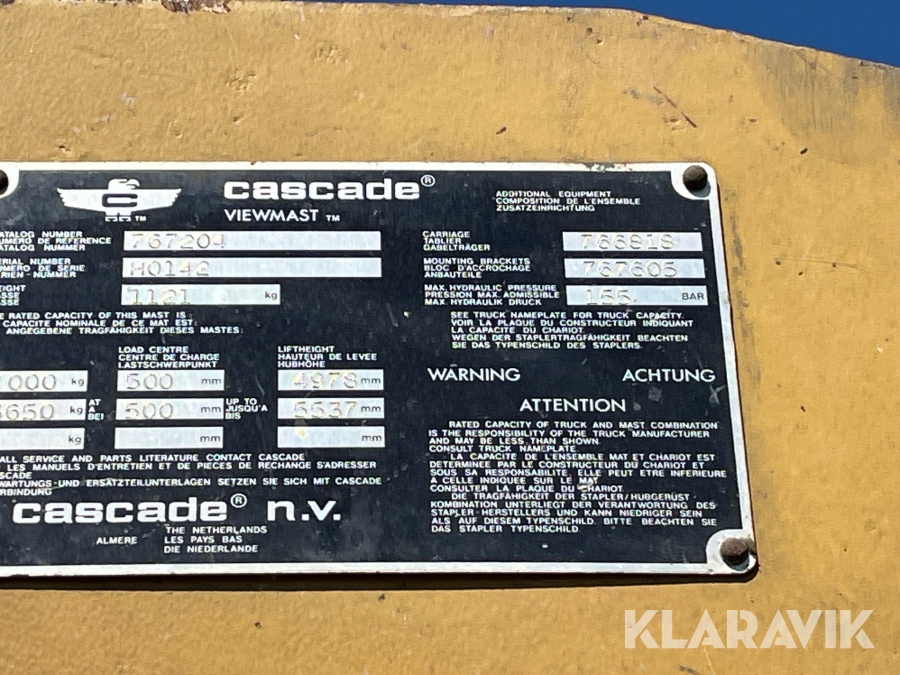 cascade®
VIEWMAST ™
C ™
ADDITIONAL EQUIPMENT
COMPOSITION DE L'ENSEMBLE
ZUSATZEINRICHTUNG
ATALOG NUMBER
UMERO DE REFERENCE
ATALOG NUMMER
767204
ERIAL NUMBER
UMERO DE SERIE
ERIEN-NUMMER
H0142
EIGHT
ASSE
ASSE
1121 kg
CARRIAGE
TABLIER
GABELTRÄGER
766818
MOUNTING BRACKETS
BLOC D'ACCROCHAGE
ANBAUTEILE
767605
MAX. HYDRAULIC PRESSURE
PRESSION MAX. ADMISSIBLE
MAX. HYDRAULIK DRUCK
155 BAR
E RATED CAPACITY OF THIS MAST IS
CAPACITE NOMINALE DE CE MAT EST:
ANGEGEBENE TRAGFÄHIGKEIT DIESES MASTES:
LOAD CENTRE
CENTRE DE CHARGE
LASTSCHWERPUNKT
LIFTHEIGHT
HAUTEUR DE LEVEE
HUBHÖHE
000 kg 500 mm 4978 mm
650 kg AT A BEI 500 mm UP TO JUSQU'A BIS 5537 mm
kg mm mm
SEE TRUCK NAMEPLATE FOR TRUCK CAPACITY.
VOIR LA PLAQUE DU CONSTRUCTEUR INDIQUANT
LA CAPACITE DU CHARIOT.
WEGEN DER STAPLERTRAGFÄHIGKEIT BEACHTEN
SIE DAS TYPENSCHILD DES STAPLERS.
WARNING ACHTUNG
ATTENTION
RATED CAPACITY OF TRUCK AND MAST COMBINATION
IS THE RESPONSIBILITY OF THE TRUCK MANUFACTURER
AND MAY BE LESS THAN SHOWN.
CONSULT TRUCK NAMEPLATE.
LA CAPACITE DE L'ENSEMBLE MAT ET CHARIOT EST
DETERMINEE PAR LE CONSTRUCTEUR DU CHARIOT ET
SOUS SA RESPONSABILITE. ELLE PEUT ETRE INFERIEURE
A CELLE INDIQUEE SUR LE MAT.
CONSULTER LA PLAQUE DU CHARIOT.
DIE TRAGFÄHIGKEIT DER STAPLER/HUBGERÜST-
KOMBINATION UNTERLIEGT DER VERANTWORTUNG DES
STAPLER-HERSTELLERS UND KANN NIEDRIGER SEIN
ALS AUF DIESEM TYPENSCHILD. BITTE BEACHTEN SIE
DAS STAPLER TYPENSCHILD.
ALL SERVICE AND PARTS LITERATURE CONTACT CASCADE
LES MANUELS D'ENTRETIEN ET DE PIECES DE RECHANGE S'ADRESSER
CASCADE
WARTUNGS-UND ERSATZTEILUNTERLAGEN SETZEN SIE SICH MIT CASCADE
RBINDUNG
cascade® n.v.
ALMERE
THE NETHERLANDS
LES PAYS BAS
DIE NIEDERLANDE
KLARAVIK